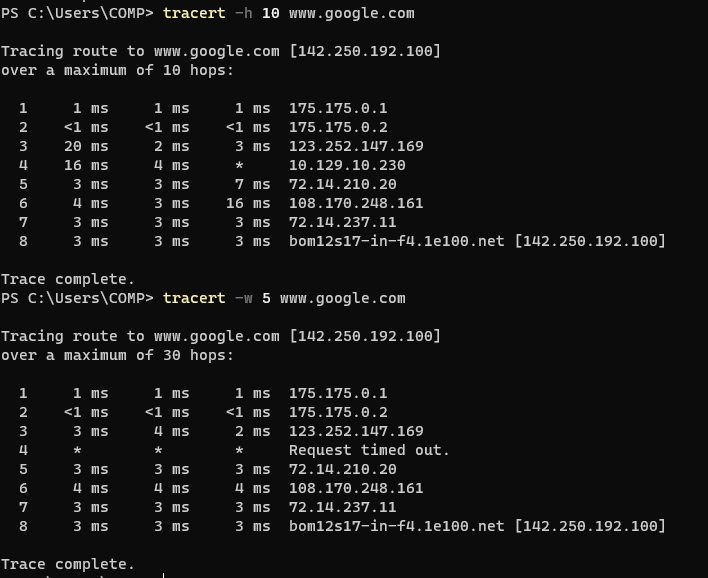 PS C:\Users\COMP> tracert -h 10 www.google.com
Tracing route to www.google.com [142.250.192.100]
over a maximum of 10 hops:
1 1 ms 1 ms 1 ms 175.175.0.1
2 <1 ms <1 ms <1 ms 175.175.0.2
3 20 ms 2 ms 3 ms 123.252.147.169
4 16 ms 4 ms * 10.129.10.230
5 3 ms 3 ms 7 ms 72.14.210.20
6 4 ms 3 ms 16 ms 108.170.248.161
7 3 ms 3 ms 3 ms 72.14.237.11
8 3 ms 3 ms 3 ms bom12s17-in-f4.1e100.net [142.250.192.100]
Trace complete.
PS C:\Users\COMP> tracert -w 5 www.google.com
Tracing route to www.google.com [142.250.192.100]
over a maximum of 30 hops:
1 1 ms 1 ms 1 ms 175.175.0.1
2 <1 ms <1 ms <1 ms 175.175.0.2
3 3 ms 4 ms 2 ms 123.252.147.169
4 * * * Request timed out.
5 3 ms 3 ms 3 ms 72.14.210.20
6 4 ms 4 ms 4 ms 108.170.248.161
7 3 ms 3 ms 3 ms 72.14.237.11
8 3 ms 3 ms 3 ms bom12s17-in-f4.1e100.net [142.250.192.100]
Trace complete.